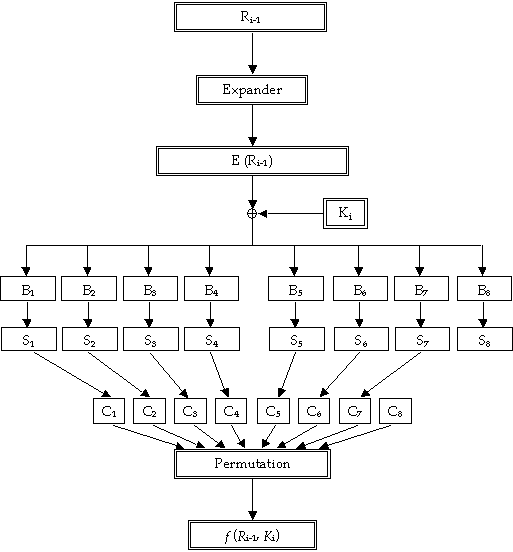 Rᵢ₋₁
Expander
E (Rᵢ₋₁)
Kᵢ
B₁ B₂ B₃ B₄ B₅ B₆ B₇ B₈
S₁ S₂ S₃ S₄ S₅ S₆ S₇ S₈
C₁ C₂ C₃ C₄ C₅ C₆ C₇ C₈
Permutation
f (Rᵢ₋₁, Kᵢ)